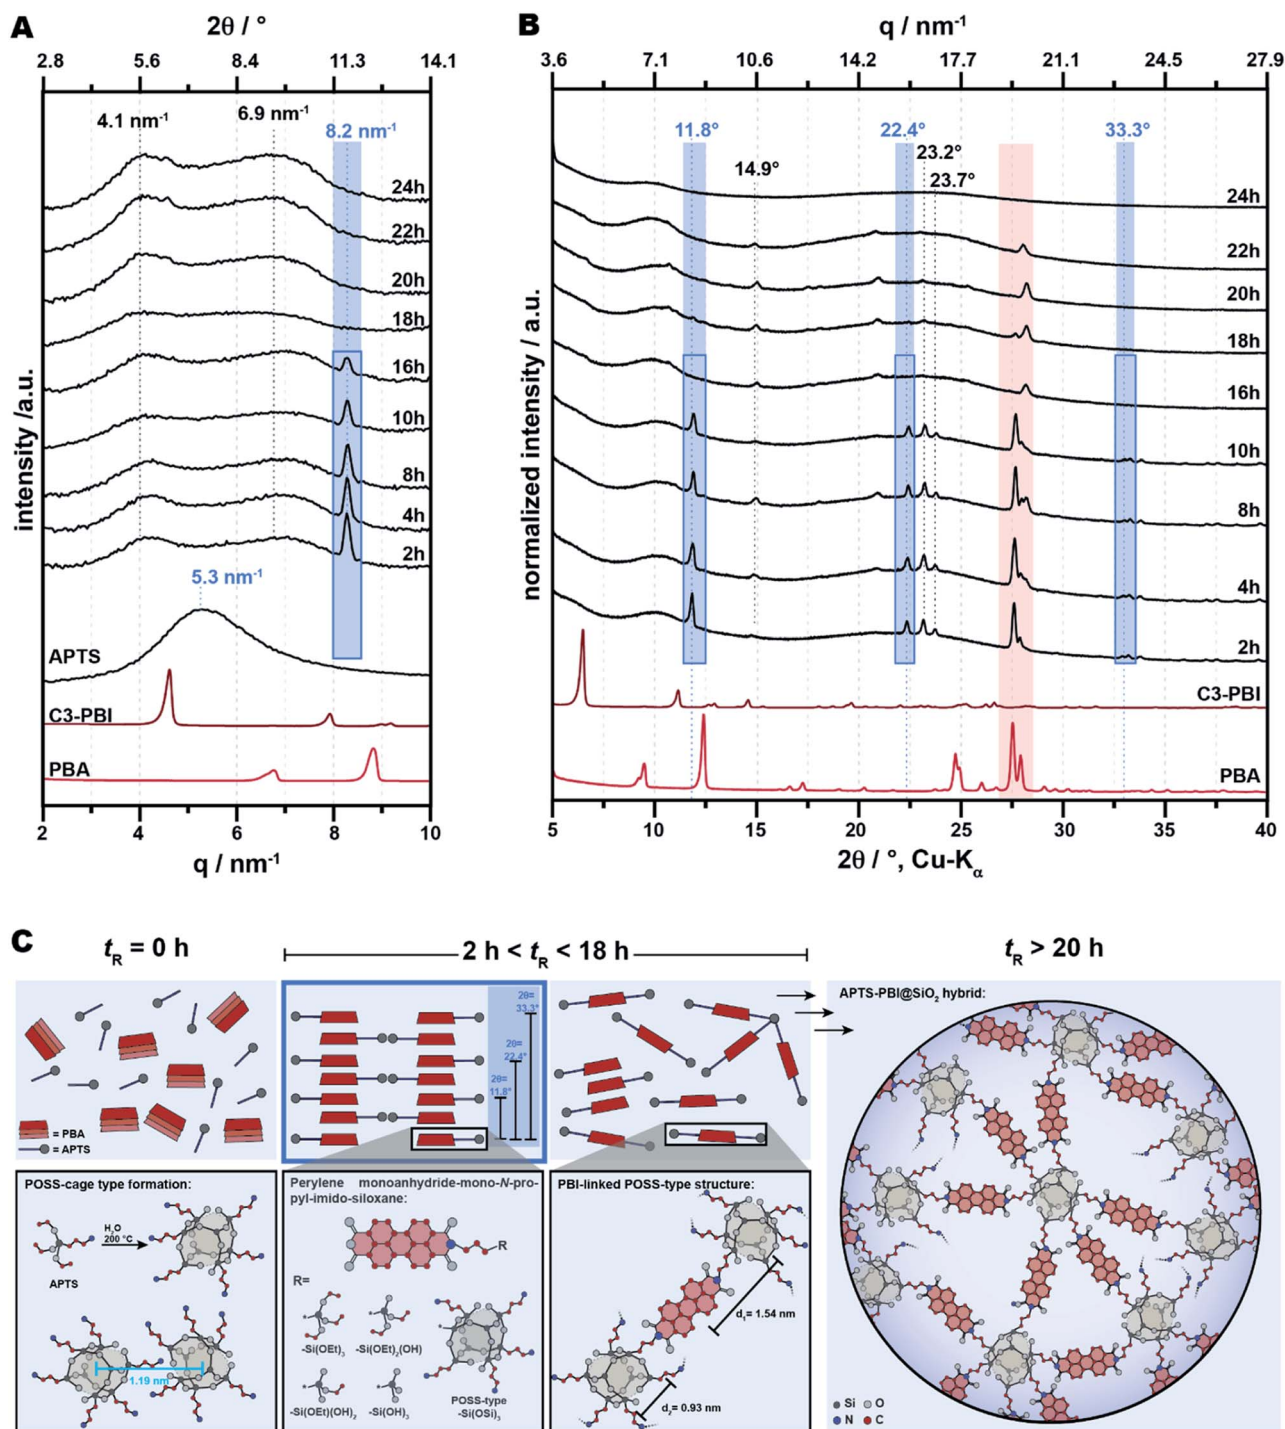 A
2θ / °
2.8 5.6 8.4 11.3 14.1
4.1 nm⁻¹
6.9 nm⁻¹
8.2 nm⁻¹
24h
22h
20h
18h
16h
10h
8h
4h
2h
5.3 nm⁻¹
APTS
C3-PBI
PBA
intensity /a.u.
2 4 6 8 10
q / nm⁻¹
B
q / nm⁻¹
3.6 7.1 10.6 14.2 17.7 21.1 24.5 27.9
11.8°
22.4°
33.3°
23.2°
14.9°
23.7°
24h
22h
20h
18h
16h
10h
8h
4h
2h
C3-PBI
PBA
normalized intensity / a.u.
5 10 15 20 25 30 35 40
2θ / °, Cu-Kα
C
tR = 0 h
2 h < tR < 18 h
tR > 20 h
= PBA
= APTS
2θ=
33.3°
2θ=
22.4°
2θ=
11.8°
APTS-PBI@SiO₂ hybrid:
POSS-cage type formation:
H₂O
200 °C
APTS
1.19 nm
Perylene monoanhydride-mono-N-pro-
pyl-imido-siloxane:
R
R=
-Si(OEt)₃
-Si(OEt)₂(OH)
-Si(OEt)(OH)₂
-Si(OH)₃
POSS-type
-Si(OSi)₃
PBI-linked POSS-type structure:
d₁= 1.54 nm
d₂= 0.93 nm
Si O
N C